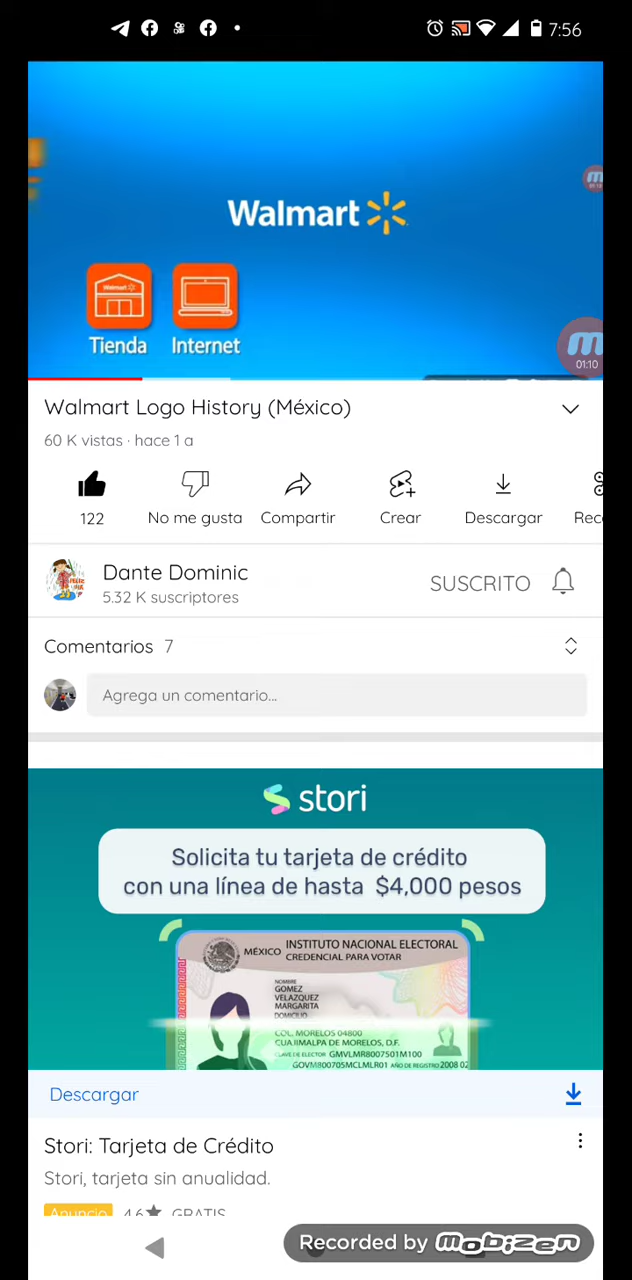 7:56
Walmart
Walmart
Tienda
Internet
01:10
Walmart Logo History (México)
60 K vistas · hace 1 a
122
No me gusta
Compartir
Crear
Descargar
Rec
Dante Dominic
5.32 K suscriptores
SUSCRITO
Comentarios 7
Agrega un comentario...
stori
Solicita tu tarjeta de crédito
con una línea de hasta $4,000 pesos
MÉXICO INSTITUTO NACIONAL ELECTORAL
CREDENCIAL PARA VOTAR
NOMBRE
GOMEZ
VELAZQUEZ
MARGARITA
DOMICILIO
COL. MORELOS 04800
CUAJIMALPA DE MORELOS, D.F.
CLAVE DE ELECTOR GMVLMR8007501M100
GOVM800705MCLMLR01 AÑO DE REGISTRO 2008 02
Descargar
Stori: Tarjeta de Crédito
Stori, tarjeta sin anualidad.
Anuncio 4.6★ GRATIS
Recorded by mobizen